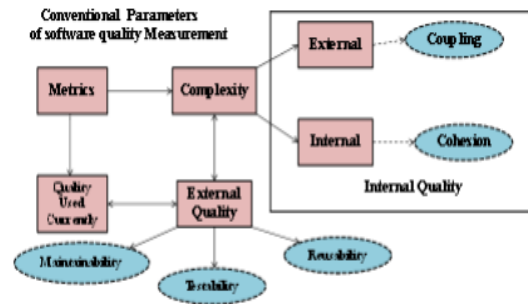 Conventional Parameters
of software quality Measurement
External
Coupling
Metrics
Complexity
Internal
Cohexion
Internal Quality
Quality
Used
Currently
External
Quality
Maintainability
Testability
Reusability